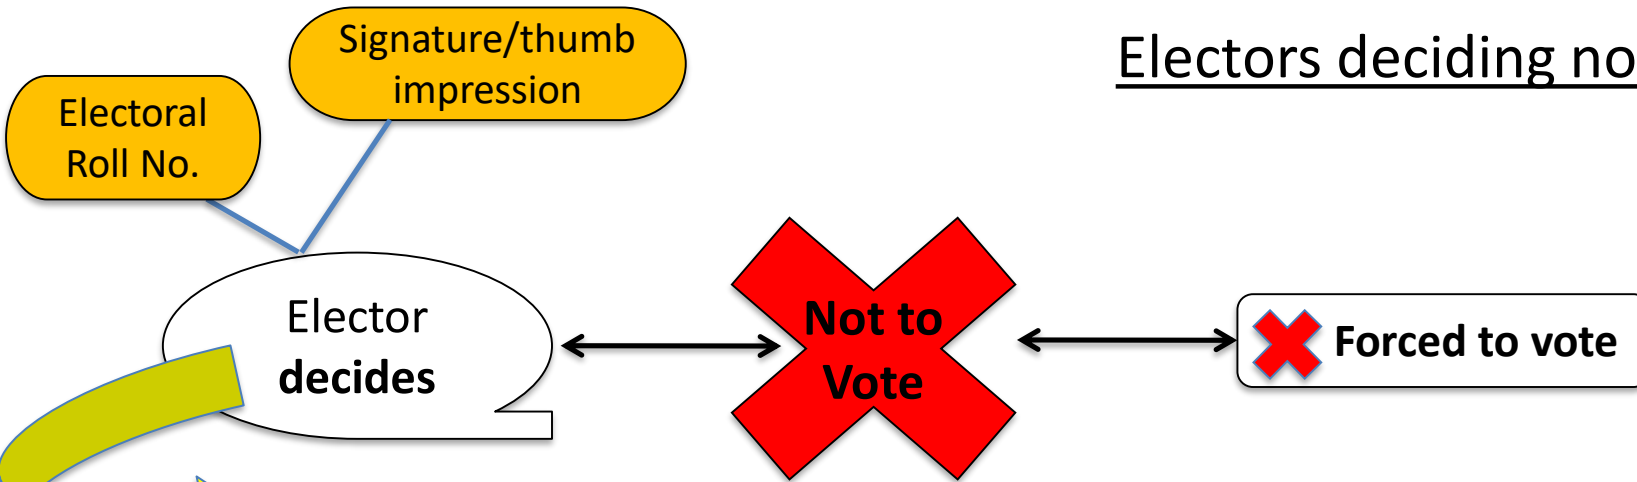 Signature/thumb
impression
Electors deciding no
Electoral
Roll No.
Elector
decides
Not to
Vote
Forced to vote